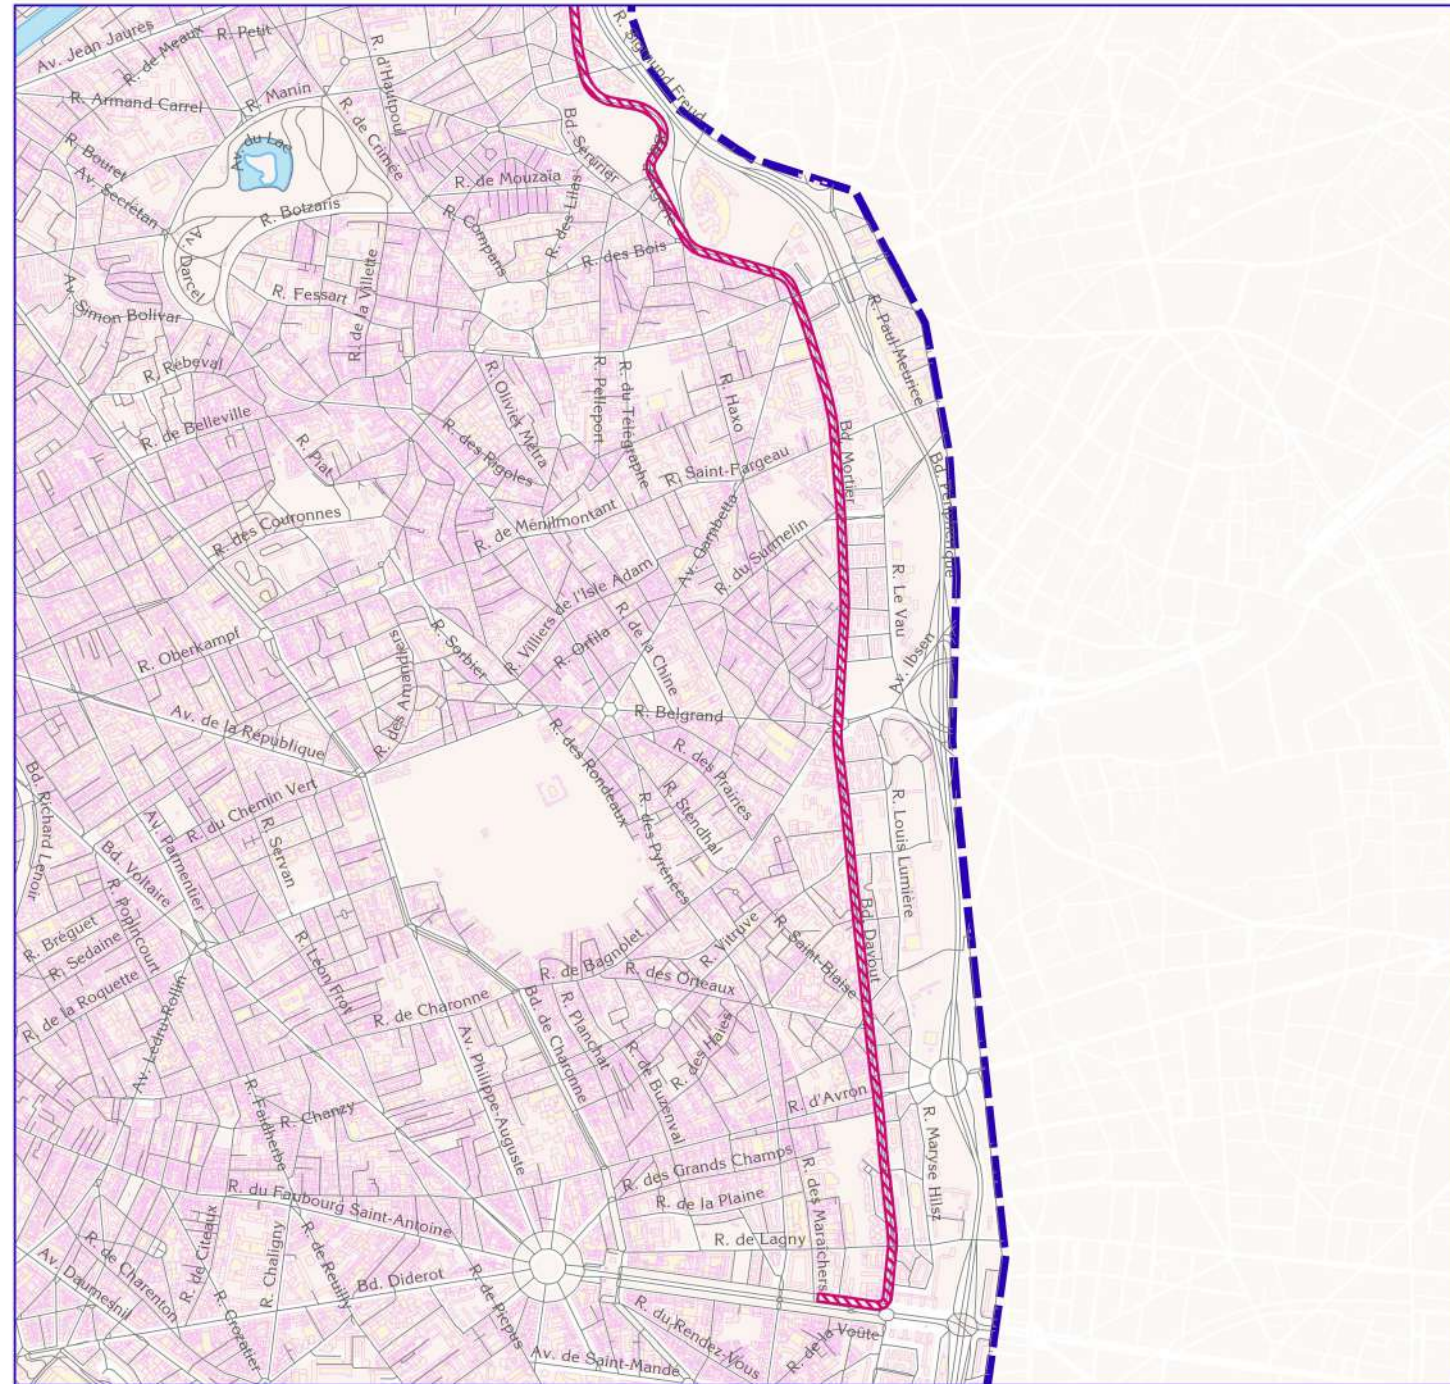 R. Sigmund Freud
Av. Jean Jaurès
R. de Meaux
R. Petit
R. d'Hautpoul
R. Armand Carrel
R. Manin
R. de Crimée
Bd. Sérurier
R. Bouret
Av. du Lac
Av. Secrétan
R. de Mouzaïa
R. Botzaris
R. Compans
R. des Lilas
R. des Bois
Av. Darcel
Av. Simon Bolivar
R. Fessart
R. de la Villette
R. Paul Meurice
R. Rébeval
R. Olivier Métra
R. Pelleport
R. du Télégraphe
R. Haxo
R. de Belleville
R. Piat
R. des Rigoles
R. Saint-Fargeau
Bd. Mortier
Bd. Périphérique
R. des Couronnes
R. de Ménilmontant
Av. Gambetta
R. du Surmelin
R. Le Vau
R. Villiers de l'Isle Adam
R. Oberkampf
R. des Amandiers
R. Sorbier
R. Orfila
R. de la Chine
Av. Ibsen
Av. de la République
R. Belgrand
R. des Rondeaux
R. des Prairies
R. Stendhal
R. des Pyrénées
Bd. Richard Lenoir
R. du Chemin Vert
Av. Parmentier
R. Servan
R. Louis Lumière
Bd. Voltaire
R. Popincourt
R. Bréguet
R. Sedaine
R. de la Roquette
R. Léon Frot
R. de Bagnolet
R. Vitruve
R. Saint-Blaise
Bd. Davout
R. des Orteaux
R. de Charonne
Av. Ledru-Rollin
Av. Philippe-Auguste
Bd. de Charonne
R. Planchat
R. de Buzenval
R. des Haies
R. d'Avron
R. Faidherbe
R. Chanzy
R. Maryse Hilsz
R. des Grands Champs
R. de la Plaine
R. des Maraîchers
R. du Faubourg Saint-Antoine
R. de Lagny
R. de Charenton
R. de Cîteaux
R. Chaligny
R. de Reuilly
Bd. Diderot
Av. Daumesnil
R. Crozatier
R. de Picpus
R. du Rendez-Vous
R. de la Voûte
Av. de Saint-Mandé